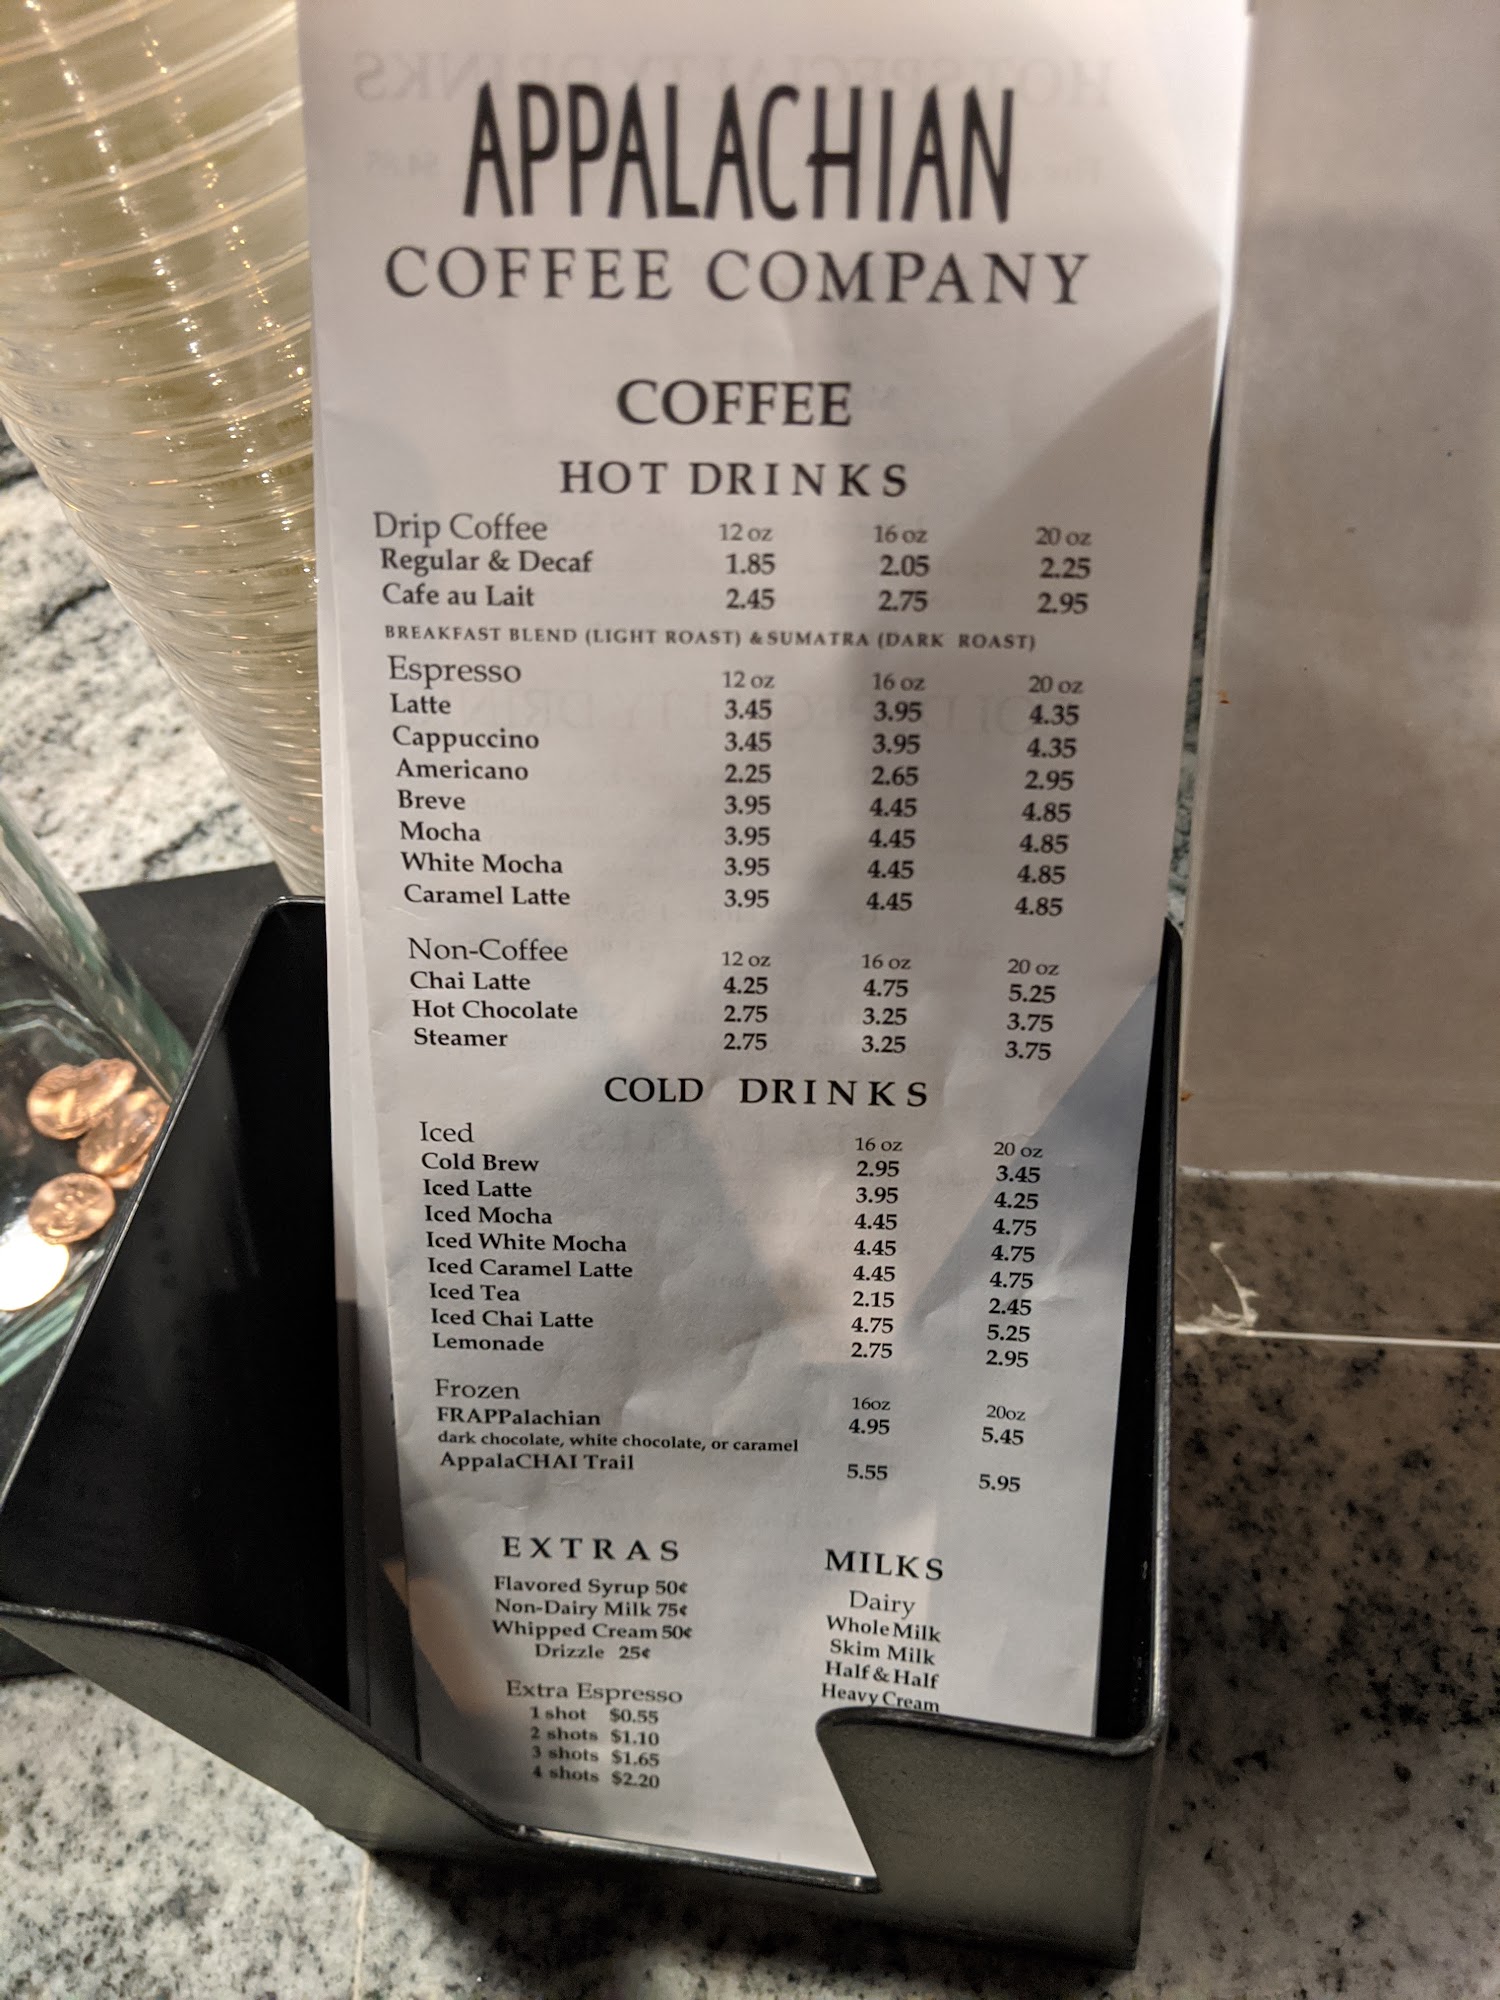 APPALACHIAN
COFFEE COMPANY
COFFEE
HOT DRINKS
Drip Coffee 12 oz 16 oz 20 oz
Regular & Decaf 1.85 2.05 2.25
Cafe au Lait 2.45 2.75 2.95
BREAKFAST BLEND (LIGHT ROAST) & SUMATRA (DARK ROAST)
Espresso 12 oz 16 oz 20 oz
Latte 3.45 3.95 4.35
Cappuccino 3.45 3.95 4.35
Americano 2.25 2.65 2.95
Breve 3.95 4.45 4.85
Mocha 3.95 4.45 4.85
White Mocha 3.95 4.45 4.85
Caramel Latte 3.95 4.45 4.85
Non-Coffee 12 oz 16 oz 20 oz
Chai Latte 4.25 4.75 5.25
Hot Chocolate 2.75 3.25 3.75
Steamer 2.75 3.25 3.75
COLD DRINKS
Iced 16 oz 20 oz
Cold Brew 2.95 3.45
Iced Latte 3.95 4.25
Iced Mocha 4.45 4.75
Iced White Mocha 4.45 4.75
Iced Caramel Latte 4.45 4.75
Iced Tea 2.15 2.45
Iced Chai Latte 4.75 5.25
Lemonade 2.75 2.95
Frozen 16oz 20oz
FRAPPalachian 4.95 5.45
dark chocolate, white chocolate, or caramel
AppalaCHAI Trail 5.55 5.95
EXTRAS
Flavored Syrup 50¢
Non-Dairy Milk 75¢
Whipped Cream 50¢
Drizzle 25¢
Extra Espresso
1 shot $0.55
2 shots $1.10
3 shots $1.65
4 shots $2.20
MILKS
Dairy
Whole Milk
Skim Milk
Half & Half
Heavy Cream